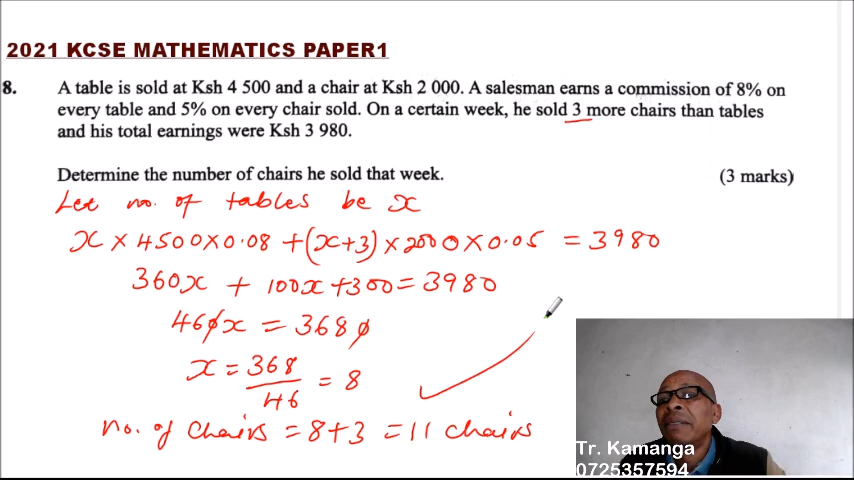 2021 KCSE MATHEMATICS PAPER1
8. A table is sold at Ksh 4 500 and a chair at Ksh 2 000. A salesman earns a commission of 8% on
every table and 5% on every chair sold. On a certain week, he sold 3 more chairs than tables
and his total earnings were Ksh 3 980.
Determine the number of chairs he sold that week. (3 marks)
Let no. of tables be x
x × 4500 × 0.08 + (x+3) × 2000 × 0.05 = 3980
360x + 100x + 300 = 3980
460x = 3680
x = 368/46 = 8
no. of chairs = 8+3 = 11 chairs
Tr. Kamanga
0725357594